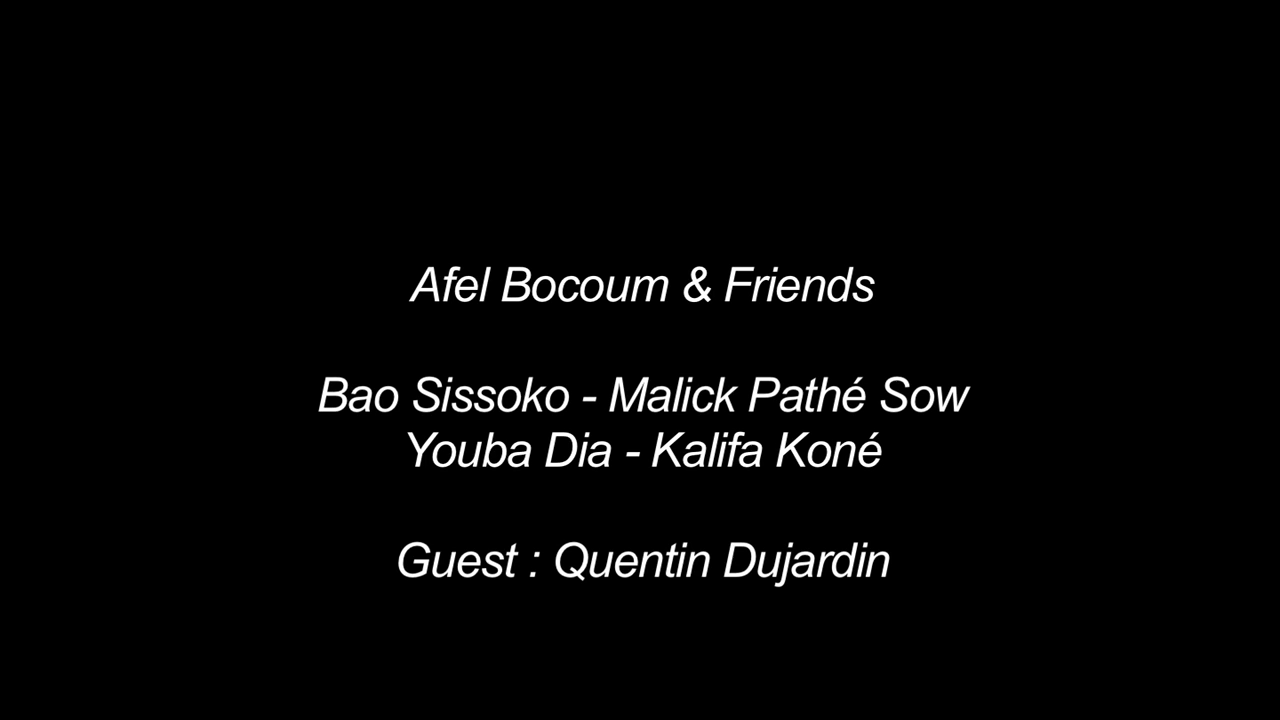 Afel Bocoum & Friends
Bao Sissoko - Malick Pathé Sow
Youba Dia - Kalifa Koné
Guest : Quentin Dujardin